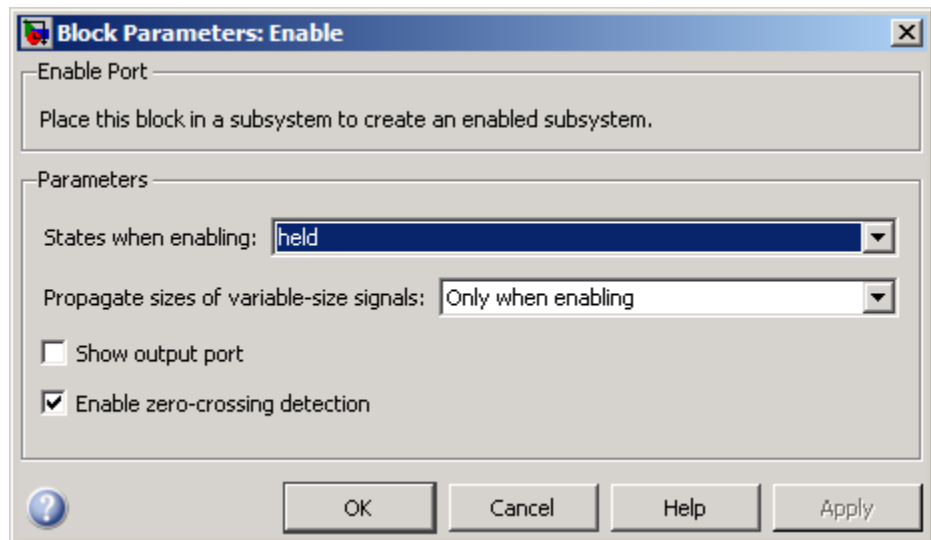 Block Parameters: Enable
Enable Port
Place this block in a subsystem to create an enabled subsystem.
Parameters
States when enabling: held
Propagate sizes of variable-size signals: Only when enabling
Show output port
Enable zero-crossing detection
OK Cancel Help Apply